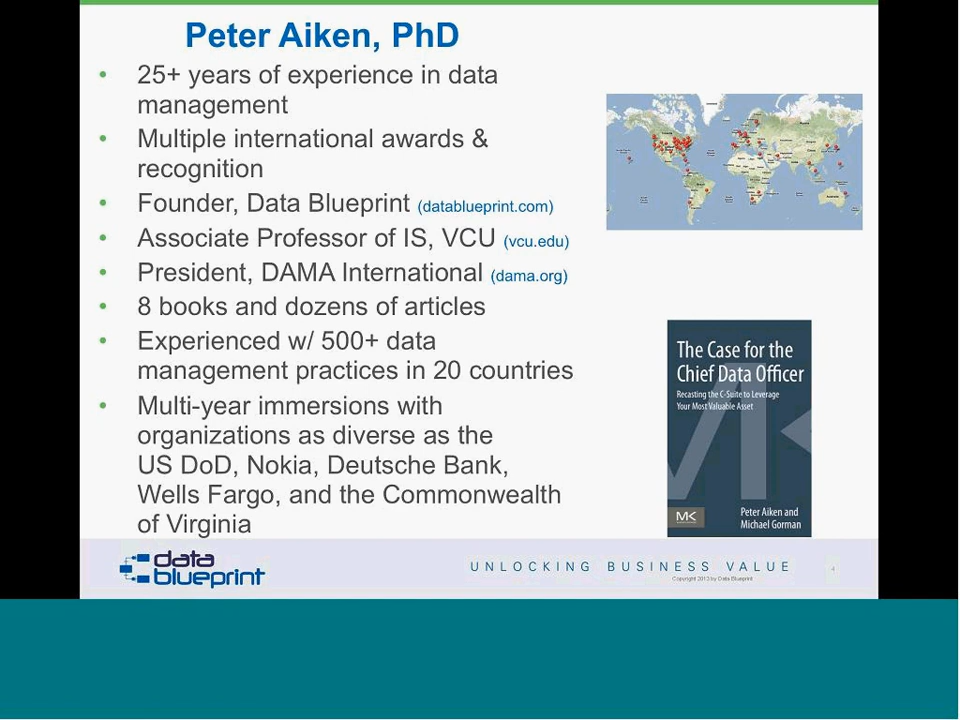 Peter Aiken, PhD
• 25+ years of experience in data
management
• Multiple international awards &
recognition
• Founder, Data Blueprint (datablueprint.com)
• Associate Professor of IS, VCU (vcu.edu)
• President, DAMA International (dama.org)
• 8 books and dozens of articles
• Experienced w/ 500+ data
management practices in 20 countries
• Multi-year immersions with
organizations as diverse as the
US DoD, Nokia, Deutsche Bank,
Wells Fargo, and the Commonwealth
of Virginia
The Case for the
Chief Data Officer
Recasting the C-Suite to Leverage
Your Most Valuable Asset
MK
Peter Aiken and
Michael Gorman
data
blueprint
UNLOCKING BUSINESS VALUE
Copyright 2013 by Data Blueprint
4